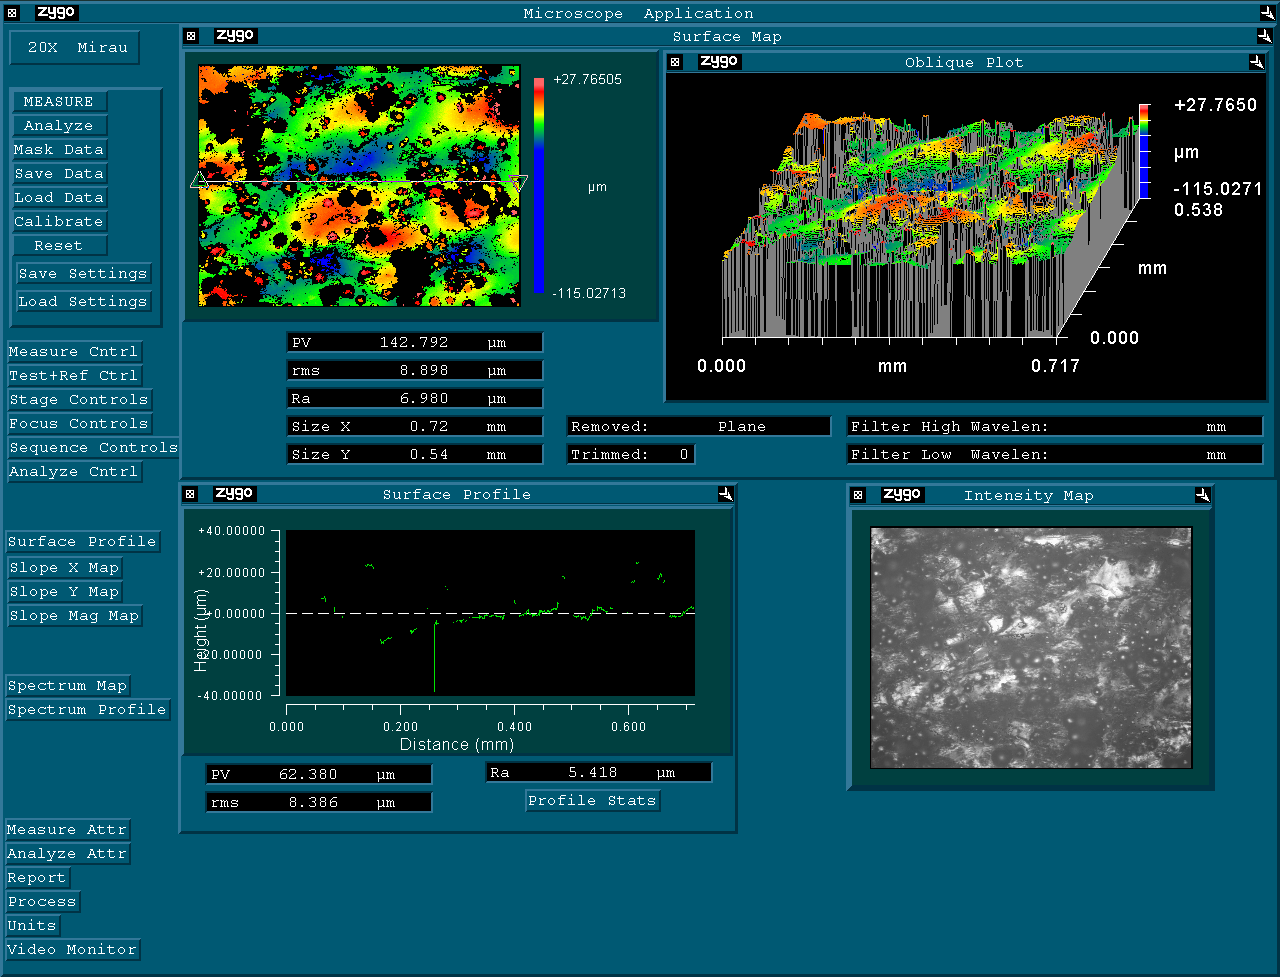 zygo Microscope Application
20X Mirau
MEASURE
Analyze
Mask Data
Save Data
Load Data
Calibrate
Reset
Save Settings
Load Settings
Measure Cntrl
Test+Ref Ctrl
Stage Controls
Focus Controls
Sequence Controls
Analyze Cntrl
Surface Profile
Slope X Map
Slope Y Map
Slope Mag Map
Spectrum Map
Spectrum Profile
Measure Attr
Analyze Attr
Report
Process
Units
Video Monitor
zygo Surface Map
+27.76505
µm
-115.02713
zygo Oblique Plot
+27.7650
µm
-115.0271
0.538
mm
0.000
0.000 mm 0.717
PV 142.792 µm
rms 8.898 µm
Ra 6.980 µm
Size X 0.72 mm
Size Y 0.54 mm
Removed: Plane
Trimmed: 0
Filter High Wavelen: mm
Filter Low Wavelen: mm
zygo Surface Profile
+40.00000
+20.00000
+0.00000
-20.00000
-40.00000
Height (µm)
0.000 0.200 0.400 0.600
Distance (mm)
PV 62.380 µm
rms 8.386 µm
Ra 5.418 µm
Profile Stats
zygo Intensity Map